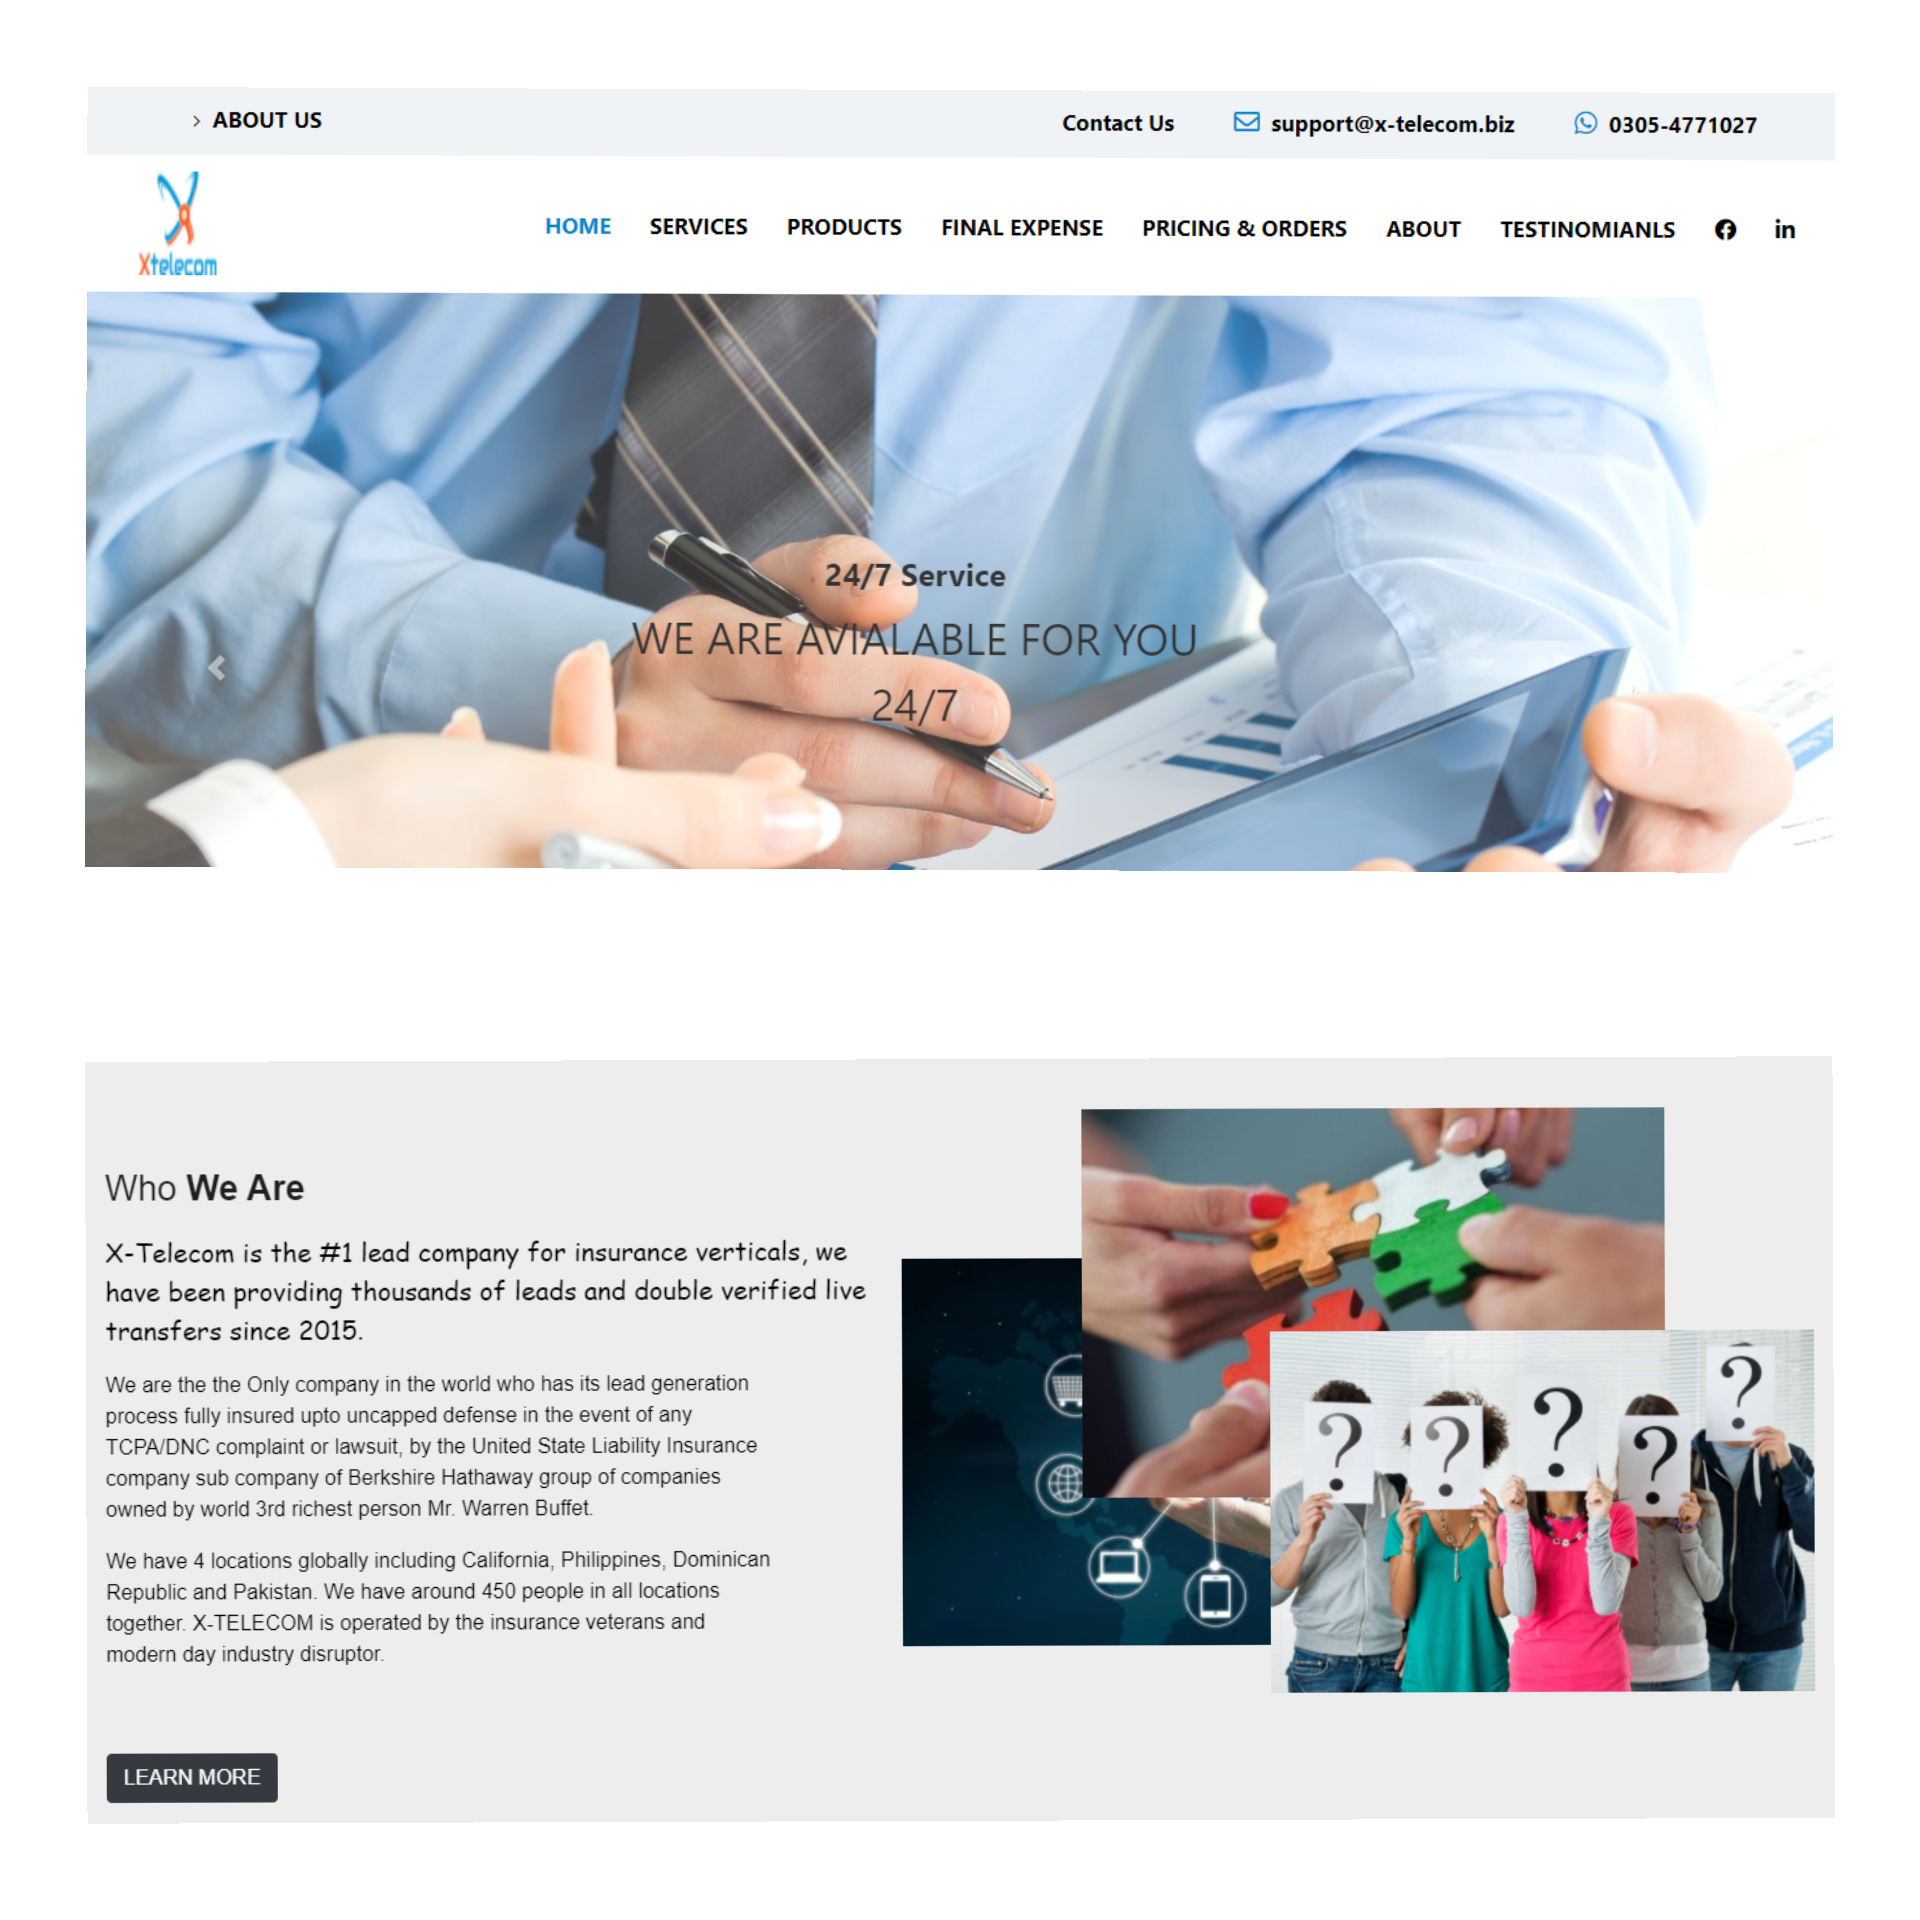 ABOUT US
Contact Us
support@x-telecom.biz
0305-4771027
Xtelecom
HOME SERVICES PRODUCTS FINAL EXPENSE PRICING & ORDERS ABOUT TESTINOMIANLS
24/7 Service
WE ARE AVIALABLE FOR YOU
24/7
Who We Are
X-Telecom is the #1 lead company for insurance verticals, we
have been providing thousands of leads and double verified live
transfers since 2015.
We are the the Only company in the world who has its lead generation
process fully insured upto uncapped defense in the event of any
TCPA/DNC complaint or lawsuit, by the United State Liability Insurance
company sub company of Berkshire Hathaway group of companies
owned by world 3rd richest person Mr. Warren Buffet.
We have 4 locations globally including California, Philippines, Dominican
Republic and Pakistan. We have around 450 people in all locations
together. X-TELECOM is operated by the insurance veterans and
modern day industry disruptor.
? ? ? ? ?
LEARN MORE